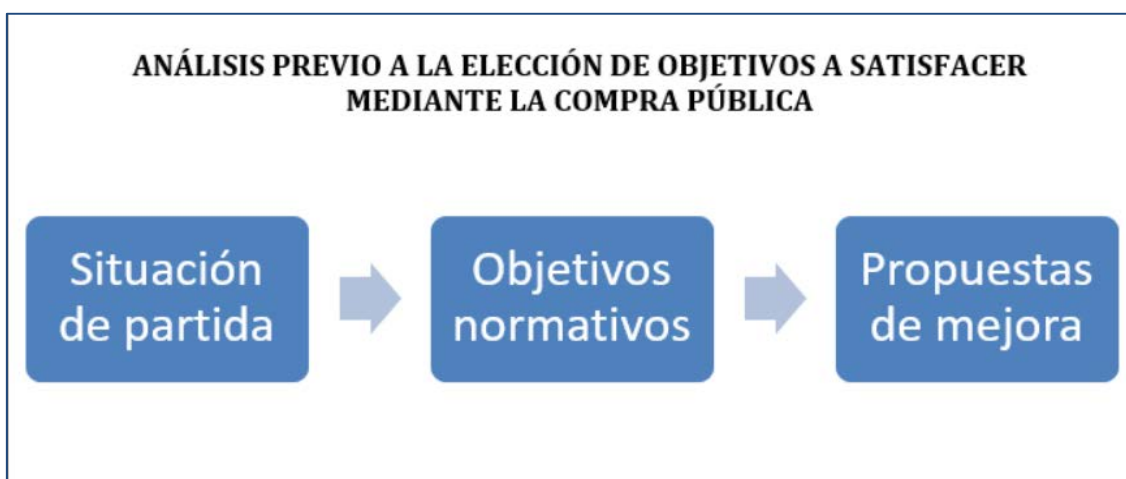 ANÁLISIS PREVIO A LA ELECCIÓN DE OBJETIVOS A SATISFACER
MEDIANTE LA COMPRA PÚBLICA
Situación
de partida
Objetivos
normativos
Propuestas
de mejora